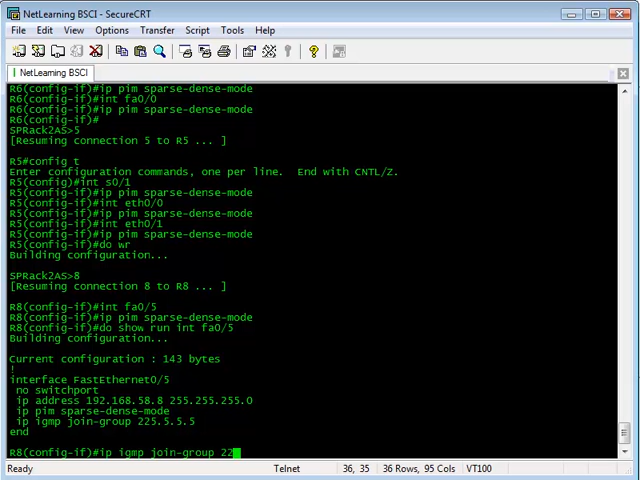 NetLearning BSCI - SecureCRT
File Edit View Options Transfer Script Tools Help
NetLearning BSCI
R6(config-if)#ip pim sparse-dense-mode
R6(config-if)#int fa0/0
R6(config-if)#ip pim sparse-dense-mode
R6(config-if)#
SPRack2AS>5
[Resuming connection 5 to R5 ... ]
R5#config t
Enter configuration commands, one per line.  End with CNTL/Z.
R5(config)#int s0/1
R5(config-if)#ip pim sparse-dense-mode
R5(config-if)#int eth0/0
R5(config-if)#ip pim sparse-dense-mode
R5(config-if)#int eth0/1
R5(config-if)#ip pim sparse-dense-mode
R5(config-if)#do wr
Building configuration...
SPRack2AS>8
[Resuming connection 8 to R8 ... ]
R8(config-if)#int fa0/5
R8(config-if)#ip pim sparse-dense-mode
R8(config-if)#do show run int fa0/5
Building configuration...
Current configuration : 143 bytes
!
interface FastEthernet0/5
no switchport
ip address 192.168.58.8 255.255.255.0
ip pim sparse-dense-mode
ip igmp join-group 225.5.5.5
end
R8(config-if)#ip igmp join-group 22
Ready Telnet 36, 35 36 Rows, 95 Cols VT100